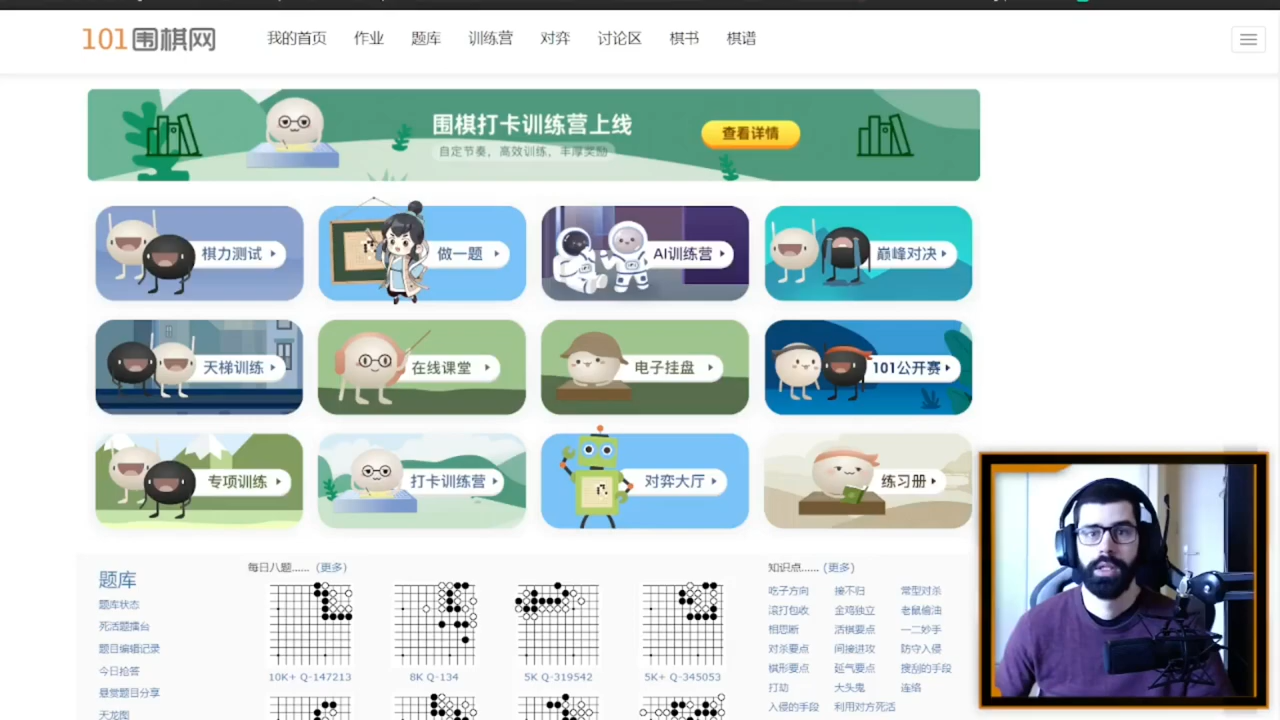 101围棋网
我的首页 作业 题库 训练营 对弈 讨论区 棋书 棋谱
围棋打卡训练营上线
自定节奏，高效训练，丰厚奖励
查看详情
棋力测试
做一题
AI训练营
巅峰对决
天梯训练
在线课堂
电子挂盘
101公开赛
专项训练
打卡训练营
对弈大厅
练习册
题库
题库状态
死活题擂台
题目编辑记录
今日抢答
悬赏题目分享
天龙图
每日八题......（更多）
10K+ Q-147213
8K Q-134
5K Q-319542
5K+ Q-345053
知识点......（更多）
吃子方向 接不归 常型对杀
滚打包收 金鸡独立 老鼠偷油
相思断 活棋要点 一二妙手
对杀要点 间接进攻 防守入侵
棋形要点 延气要点 搜刮的手段
打劫 大头鬼 连络
入侵的手段 利用对方死活